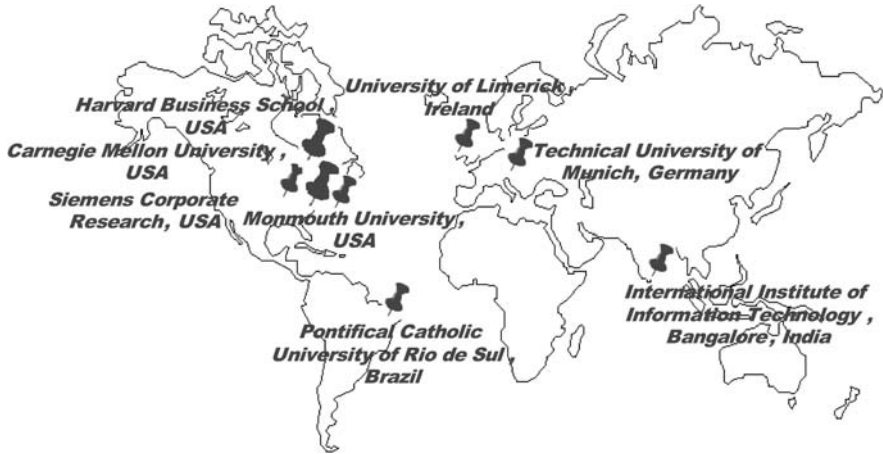 University of Limerick ,
Ireland
Harvard Business School ,
USA
Carnegie Mellon University ,
USA
Technical University of
Munich, Germany
Siemens Corporate
Research, USA
Monmouth University ,
USA
International Institute of
Information Technology ,
Bangalore , India
Pontifical Catholic
University of Rio de Sul ,
Brazil